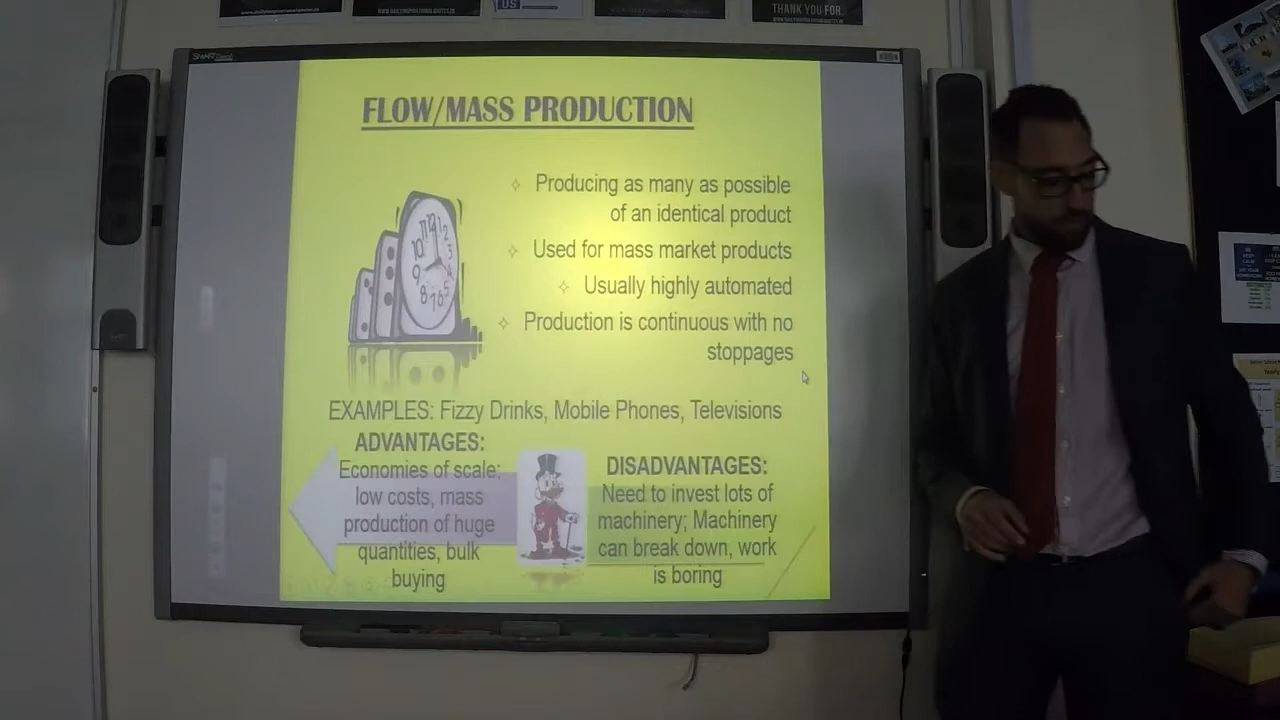 US
THANK YOU FOR
SMART
FLOW/MASS PRODUCTION
Producing as many as possible
of an identical product
Used for mass market products
Usually highly automated
Production is continuous with no
stoppages
EXAMPLES: Fizzy Drinks, Mobile Phones, Televisions
ADVANTAGES:
Economies of scale;
low costs, mass
production of huge
quantities, bulk
buying
DISADVANTAGES:
Need to invest lots of
machinery; Machinery
can break down, work
is boring